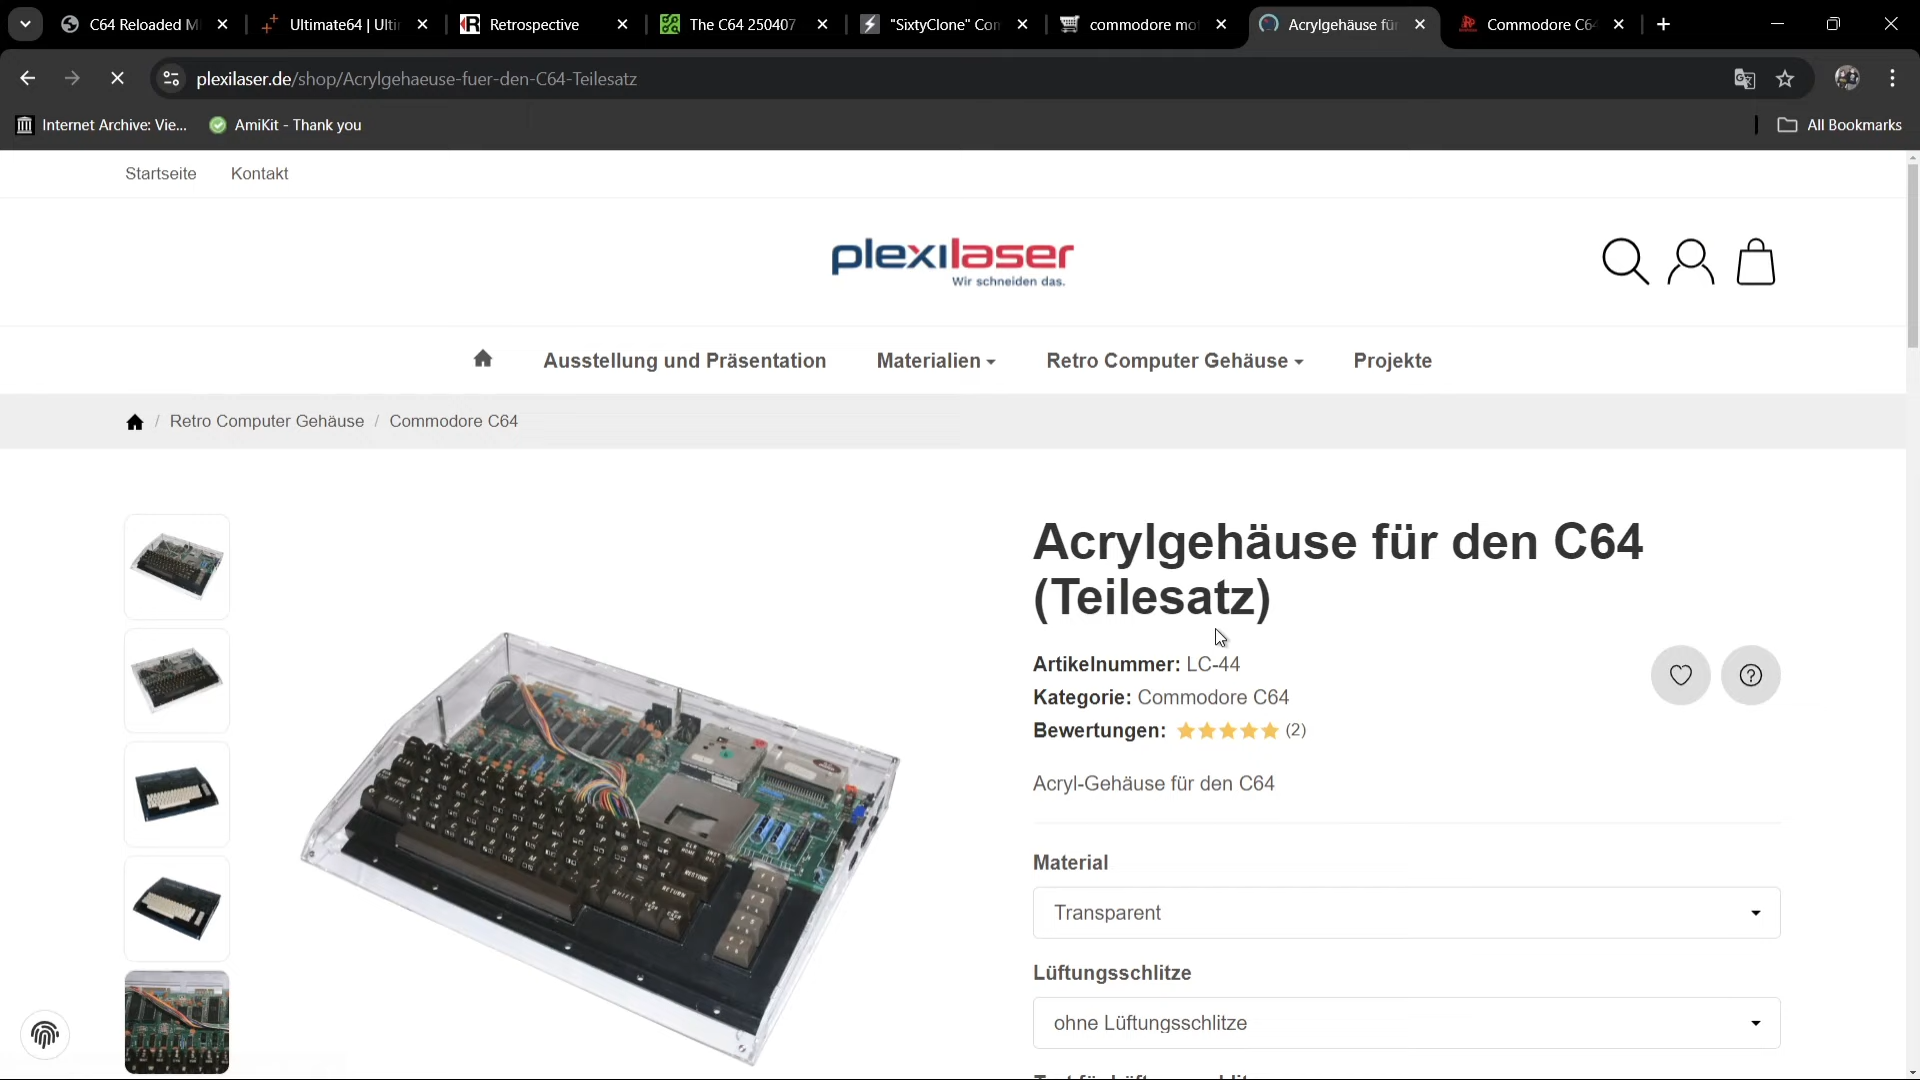 C64 Reloaded M
Ultimate64 | Ulti
Retrospective
The C64 250407
"SixtyClone" Con
commodore mo
Acrylgehäuse für
Commodore C64
plexilaser.de/shop/Acrylgehaeuse-fuer-den-C64-Teilesatz
Internet Archive: Vie...
AmiKit - Thank you
All Bookmarks
Startseite
Kontakt
plexilaser
Wir schneiden das.
Ausstellung und Präsentation
Materialien
Retro Computer Gehäuse
Projekte
/ Retro Computer Gehäuse / Commodore C64
Acrylgehäuse für den C64
(Teilesatz)
Artikelnummer: LC-44
Kategorie: Commodore C64
Bewertungen: (2)
Acryl-Gehäuse für den C64
Material
Transparent
Lüftungsschlitze
ohne Lüftungsschlitze